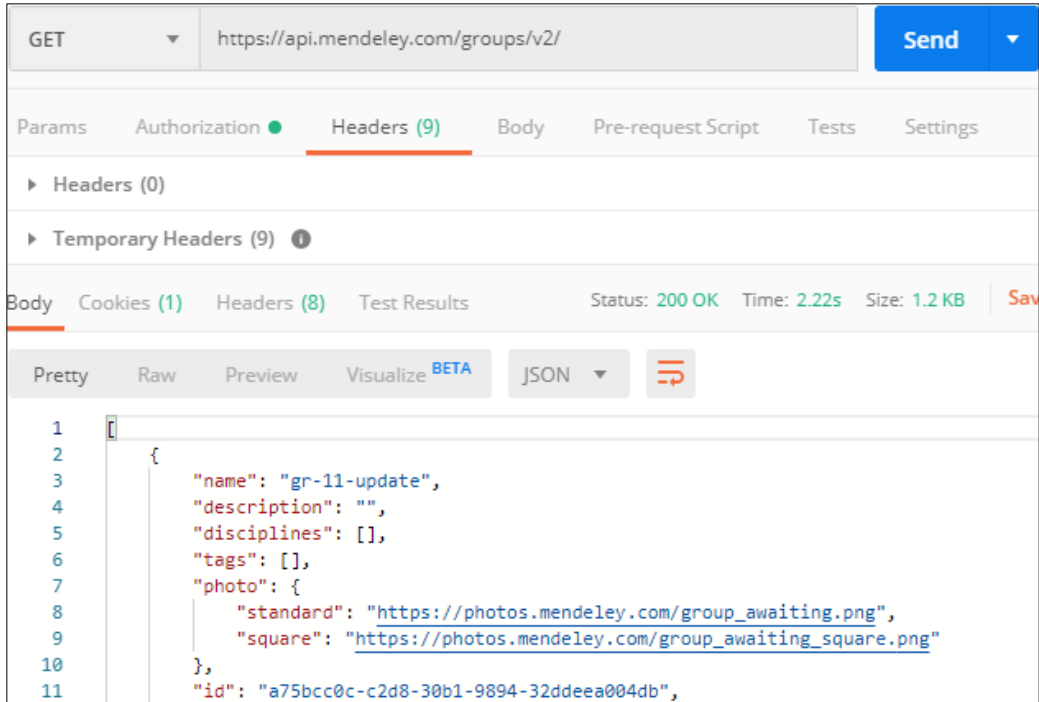 GET https://api.mendeley.com/groups/v2/ Send
Params Authorization Headers (9) Body Pre-request Script Tests Settings
Headers (0)
Temporary Headers (9)
Body Cookies (1) Headers (8) Test Results Status: 200 OK Time: 2.22s Size: 1.2 KB Sav
Pretty Raw Preview Visualize BETA JSON
1 [
2 {
3 "name": "gr-11-update",
4 "description": "",
5 "disciplines": [],
6 "tags": [],
7 "photo": {
8 "standard": "https://photos.mendeley.com/group_awaiting.png",
9 "square": "https://photos.mendeley.com/group_awaiting_square.png"
10 },
11 "id": "a75bcc0c-c2d8-30b1-9894-32ddeea004db",